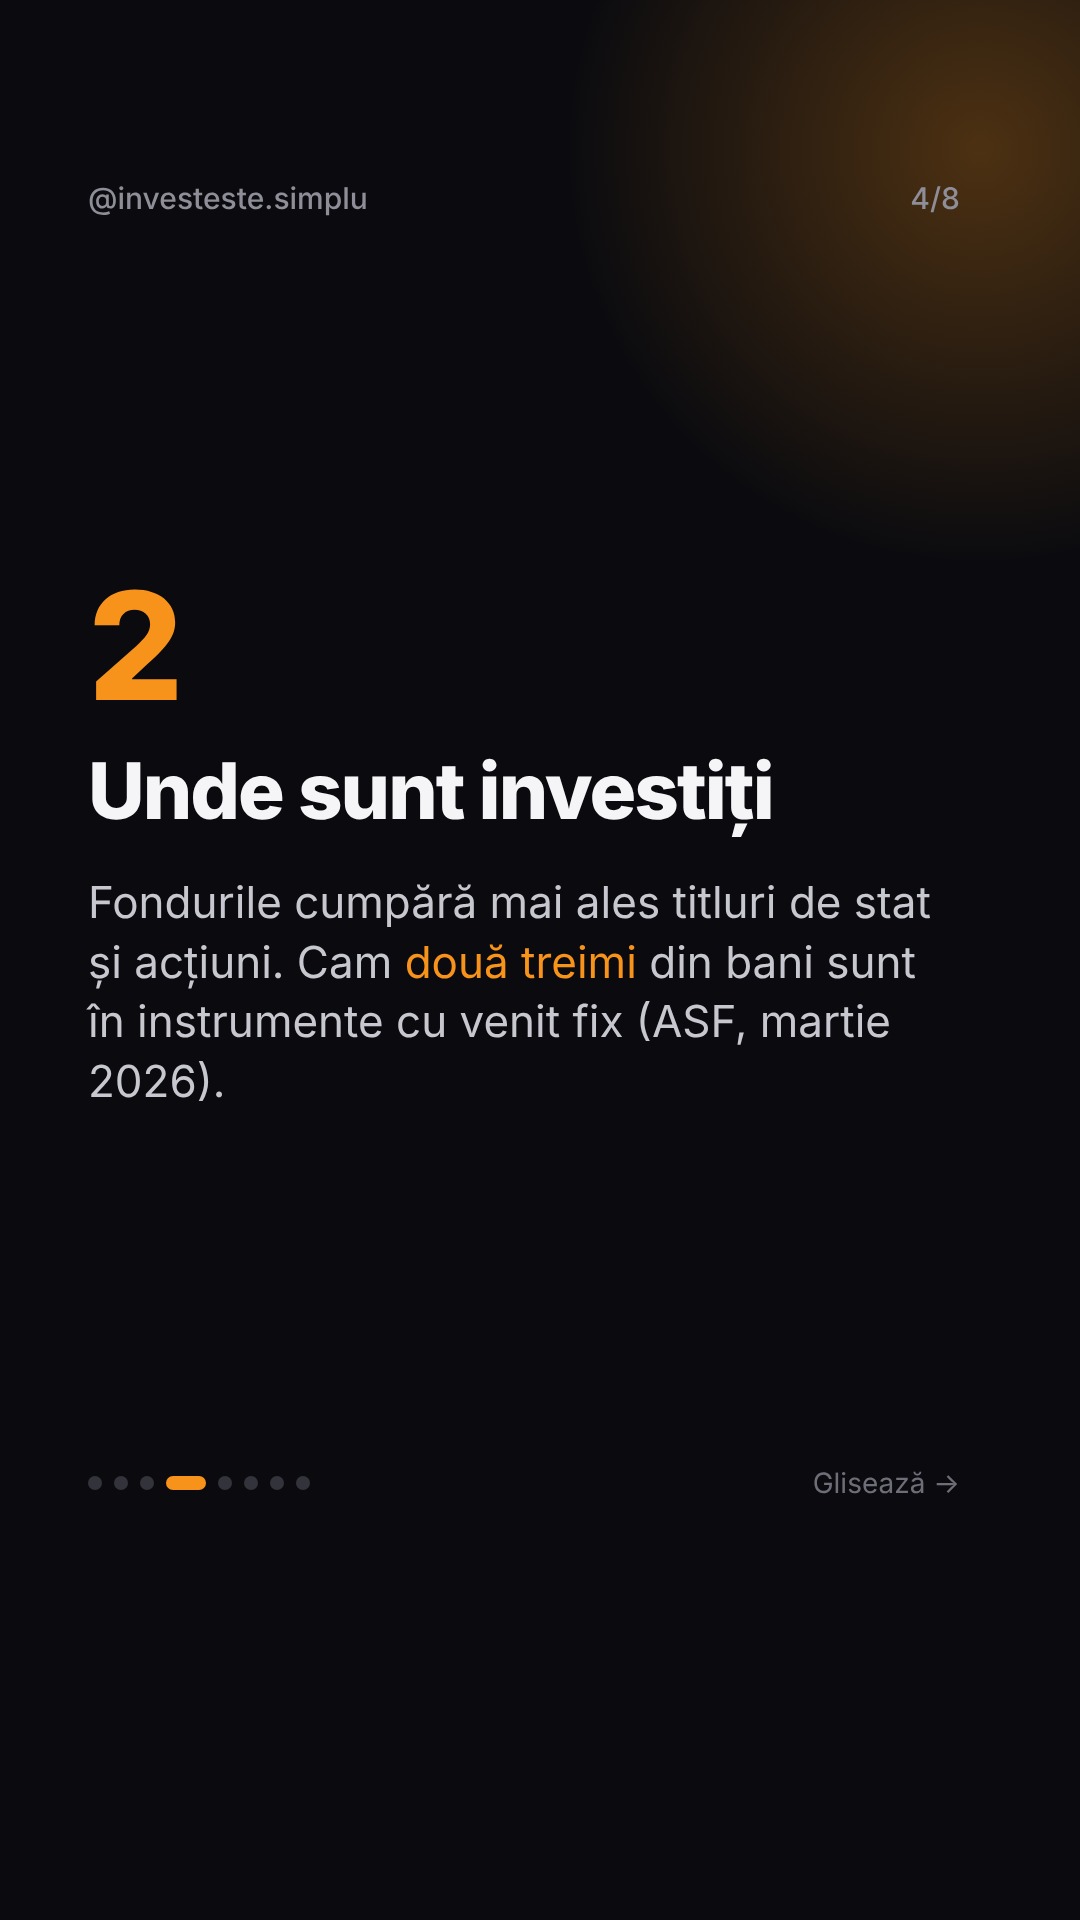 @investeste.simplu
4/8
2
Unde sunt investiți
Fondurile cumpără mai ales titluri de stat
și acțiuni. Cam două treimi din bani sunt
în instrumente cu venit fix (ASF, martie
2026).
Glisează →